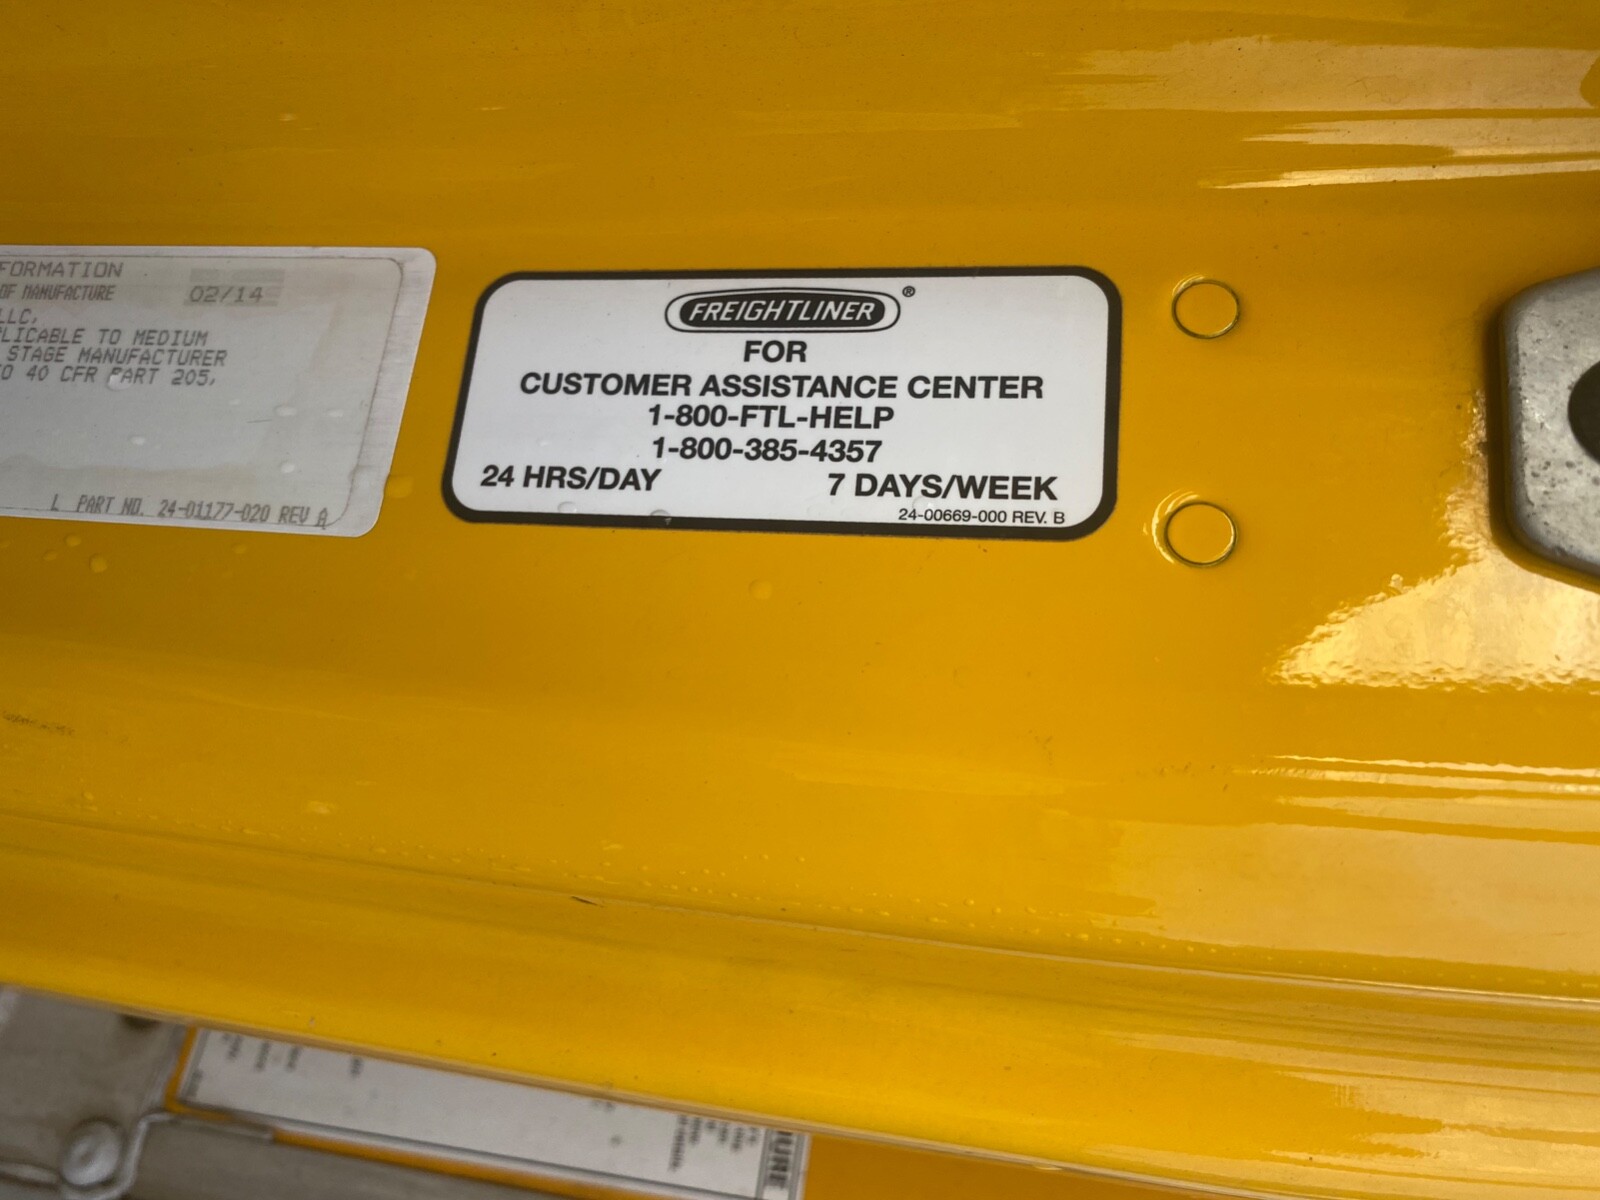 FORMATION
OF MANUFACTURE 02/14
LLC,
LICABLE TO MEDIUM
STAGE MANUFACTURER
O 40 CFR PART 205,
L PART NO. 24-01177-020 REV A
FREIGHTLINER®
FOR
CUSTOMER ASSISTANCE CENTER
1-800-FTL-HELP
1-800-385-4357
24 HRS/DAY 7 DAYS/WEEK
24-00669-000 REV. B